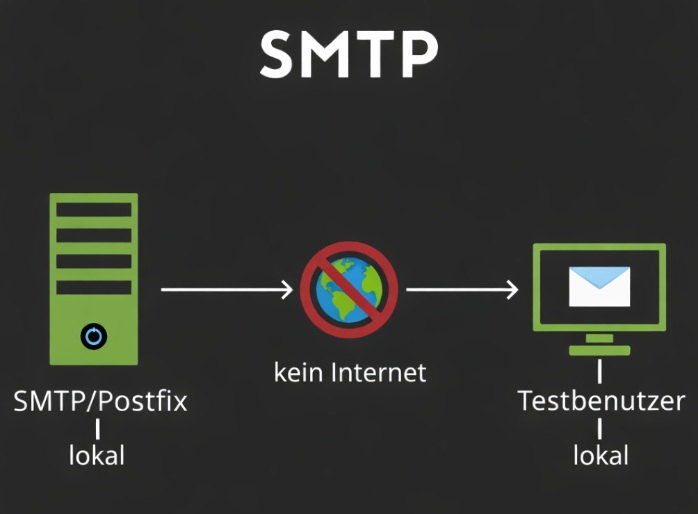 SMTP
kein Internet
SMTP/Postfix
lokal
Testbenutzer
lokal